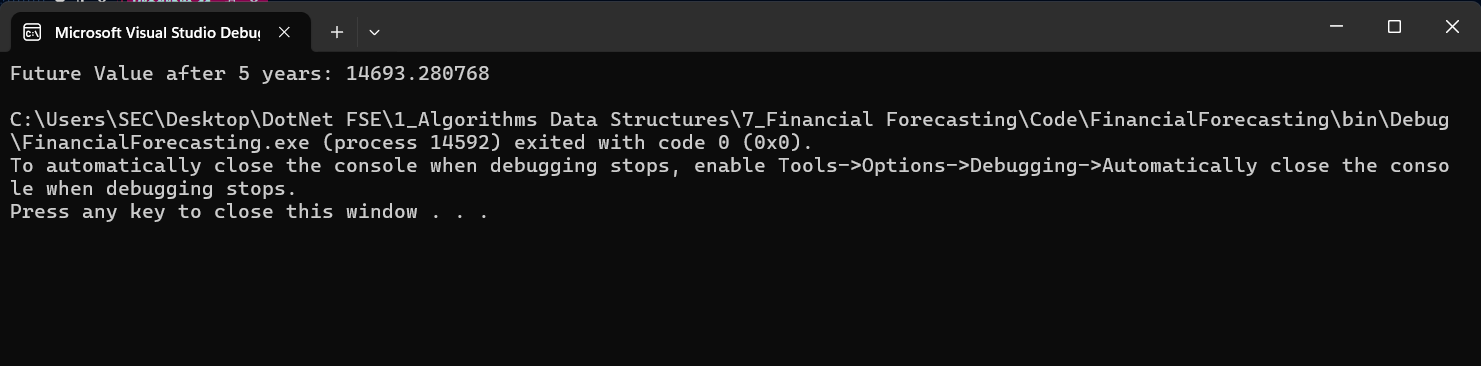 Microsoft Visual Studio Debug
Future Value after 5 years: 14693.280768
C:\Users\SEC\Desktop\DotNet FSE\1_Algorithms Data Structures\7_Financial Forecasting\Code\FinancialForecasting\bin\Debug
\FinancialForecasting.exe (process 14592) exited with code 0 (0x0).
To automatically close the console when debugging stops, enable Tools->Options->Debugging->Automatically close the conso
le when debugging stops.
Press any key to close this window . . .